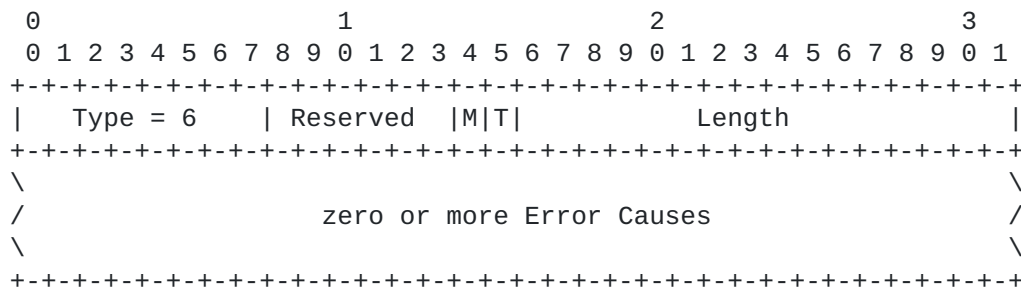 0                   1                   2                   3
 0 1 2 3 4 5 6 7 8 9 0 1 2 3 4 5 6 7 8 9 0 1 2 3 4 5 6 7 8 9 0 1
+-+-+-+-+-+-+-+-+-+-+-+-+-+-+-+-+-+-+-+-+-+-+-+-+-+-+-+-+-+-+-+-+
|   Type = 6    | Reserved  |M|T|           Length              |
+-+-+-+-+-+-+-+-+-+-+-+-+-+-+-+-+-+-+-+-+-+-+-+-+-+-+-+-+-+-+-+-+
\                                                               \
/                   zero or more Error Causes                   /
\                                                               \
+-+-+-+-+-+-+-+-+-+-+-+-+-+-+-+-+-+-+-+-+-+-+-+-+-+-+-+-+-+-+-+-+